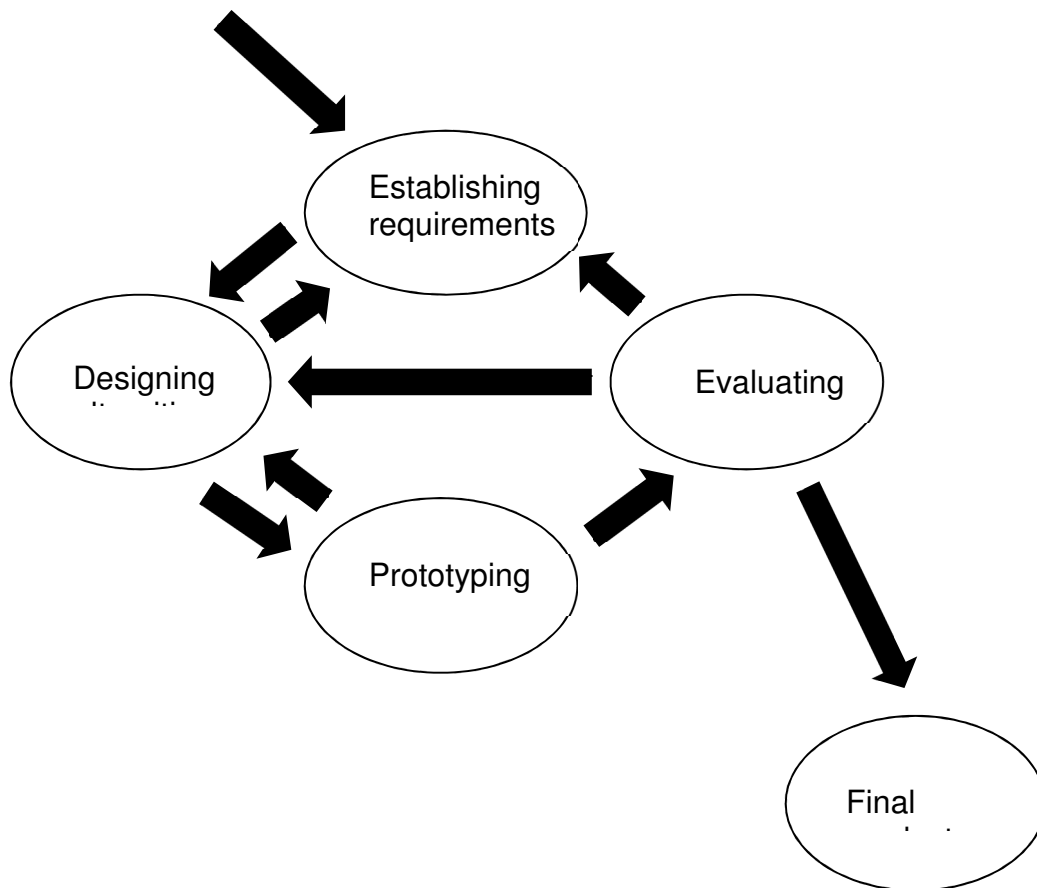 Establishing
requirements
Designing
Evaluating
Prototyping
Final